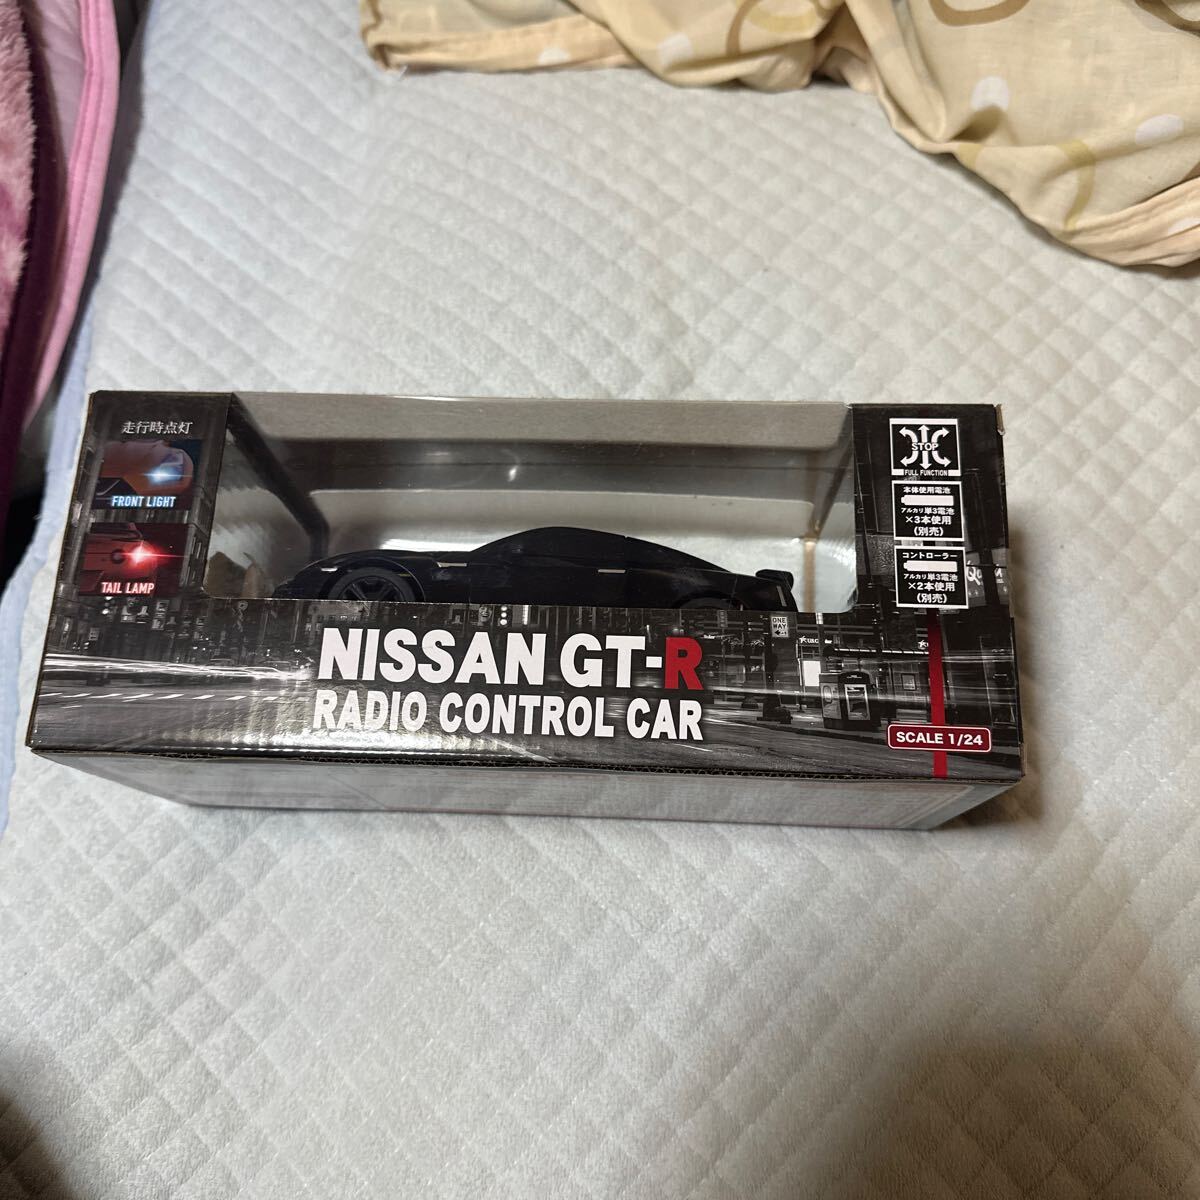 走行時点灯
FRONT LIGHT
TAIL LAMP
STOP
FULL FUNCTION
本体使用電池
アルカリ単3電池
×3本使用
(別売)
コントローラー
アルカリ単3電池
×2本使用
(別売)
ONE
WAY
NISSAN GT-R
RADIO CONTROL CAR
SCALE 1/24